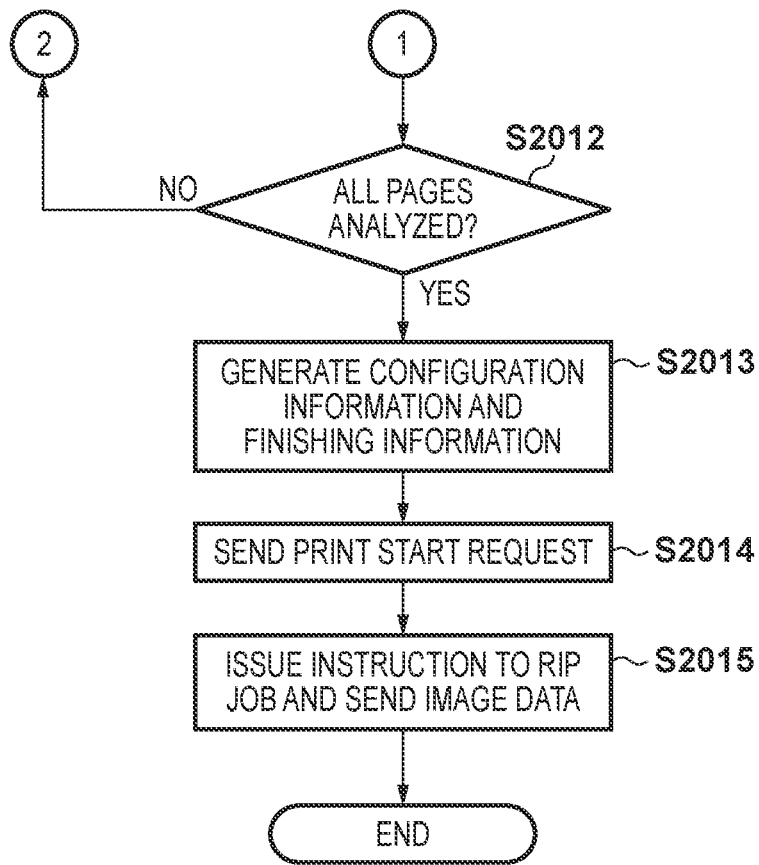 2
1
S2012
NO
ALL PAGES
ANALYZED?
YES
GENERATE CONFIGURATION
INFORMATION AND
FINISHING INFORMATION
S2013
SEND PRINT START REQUEST
S2014
ISSUE INSTRUCTION TO RIP
JOB AND SEND IMAGE DATA
S2015
END